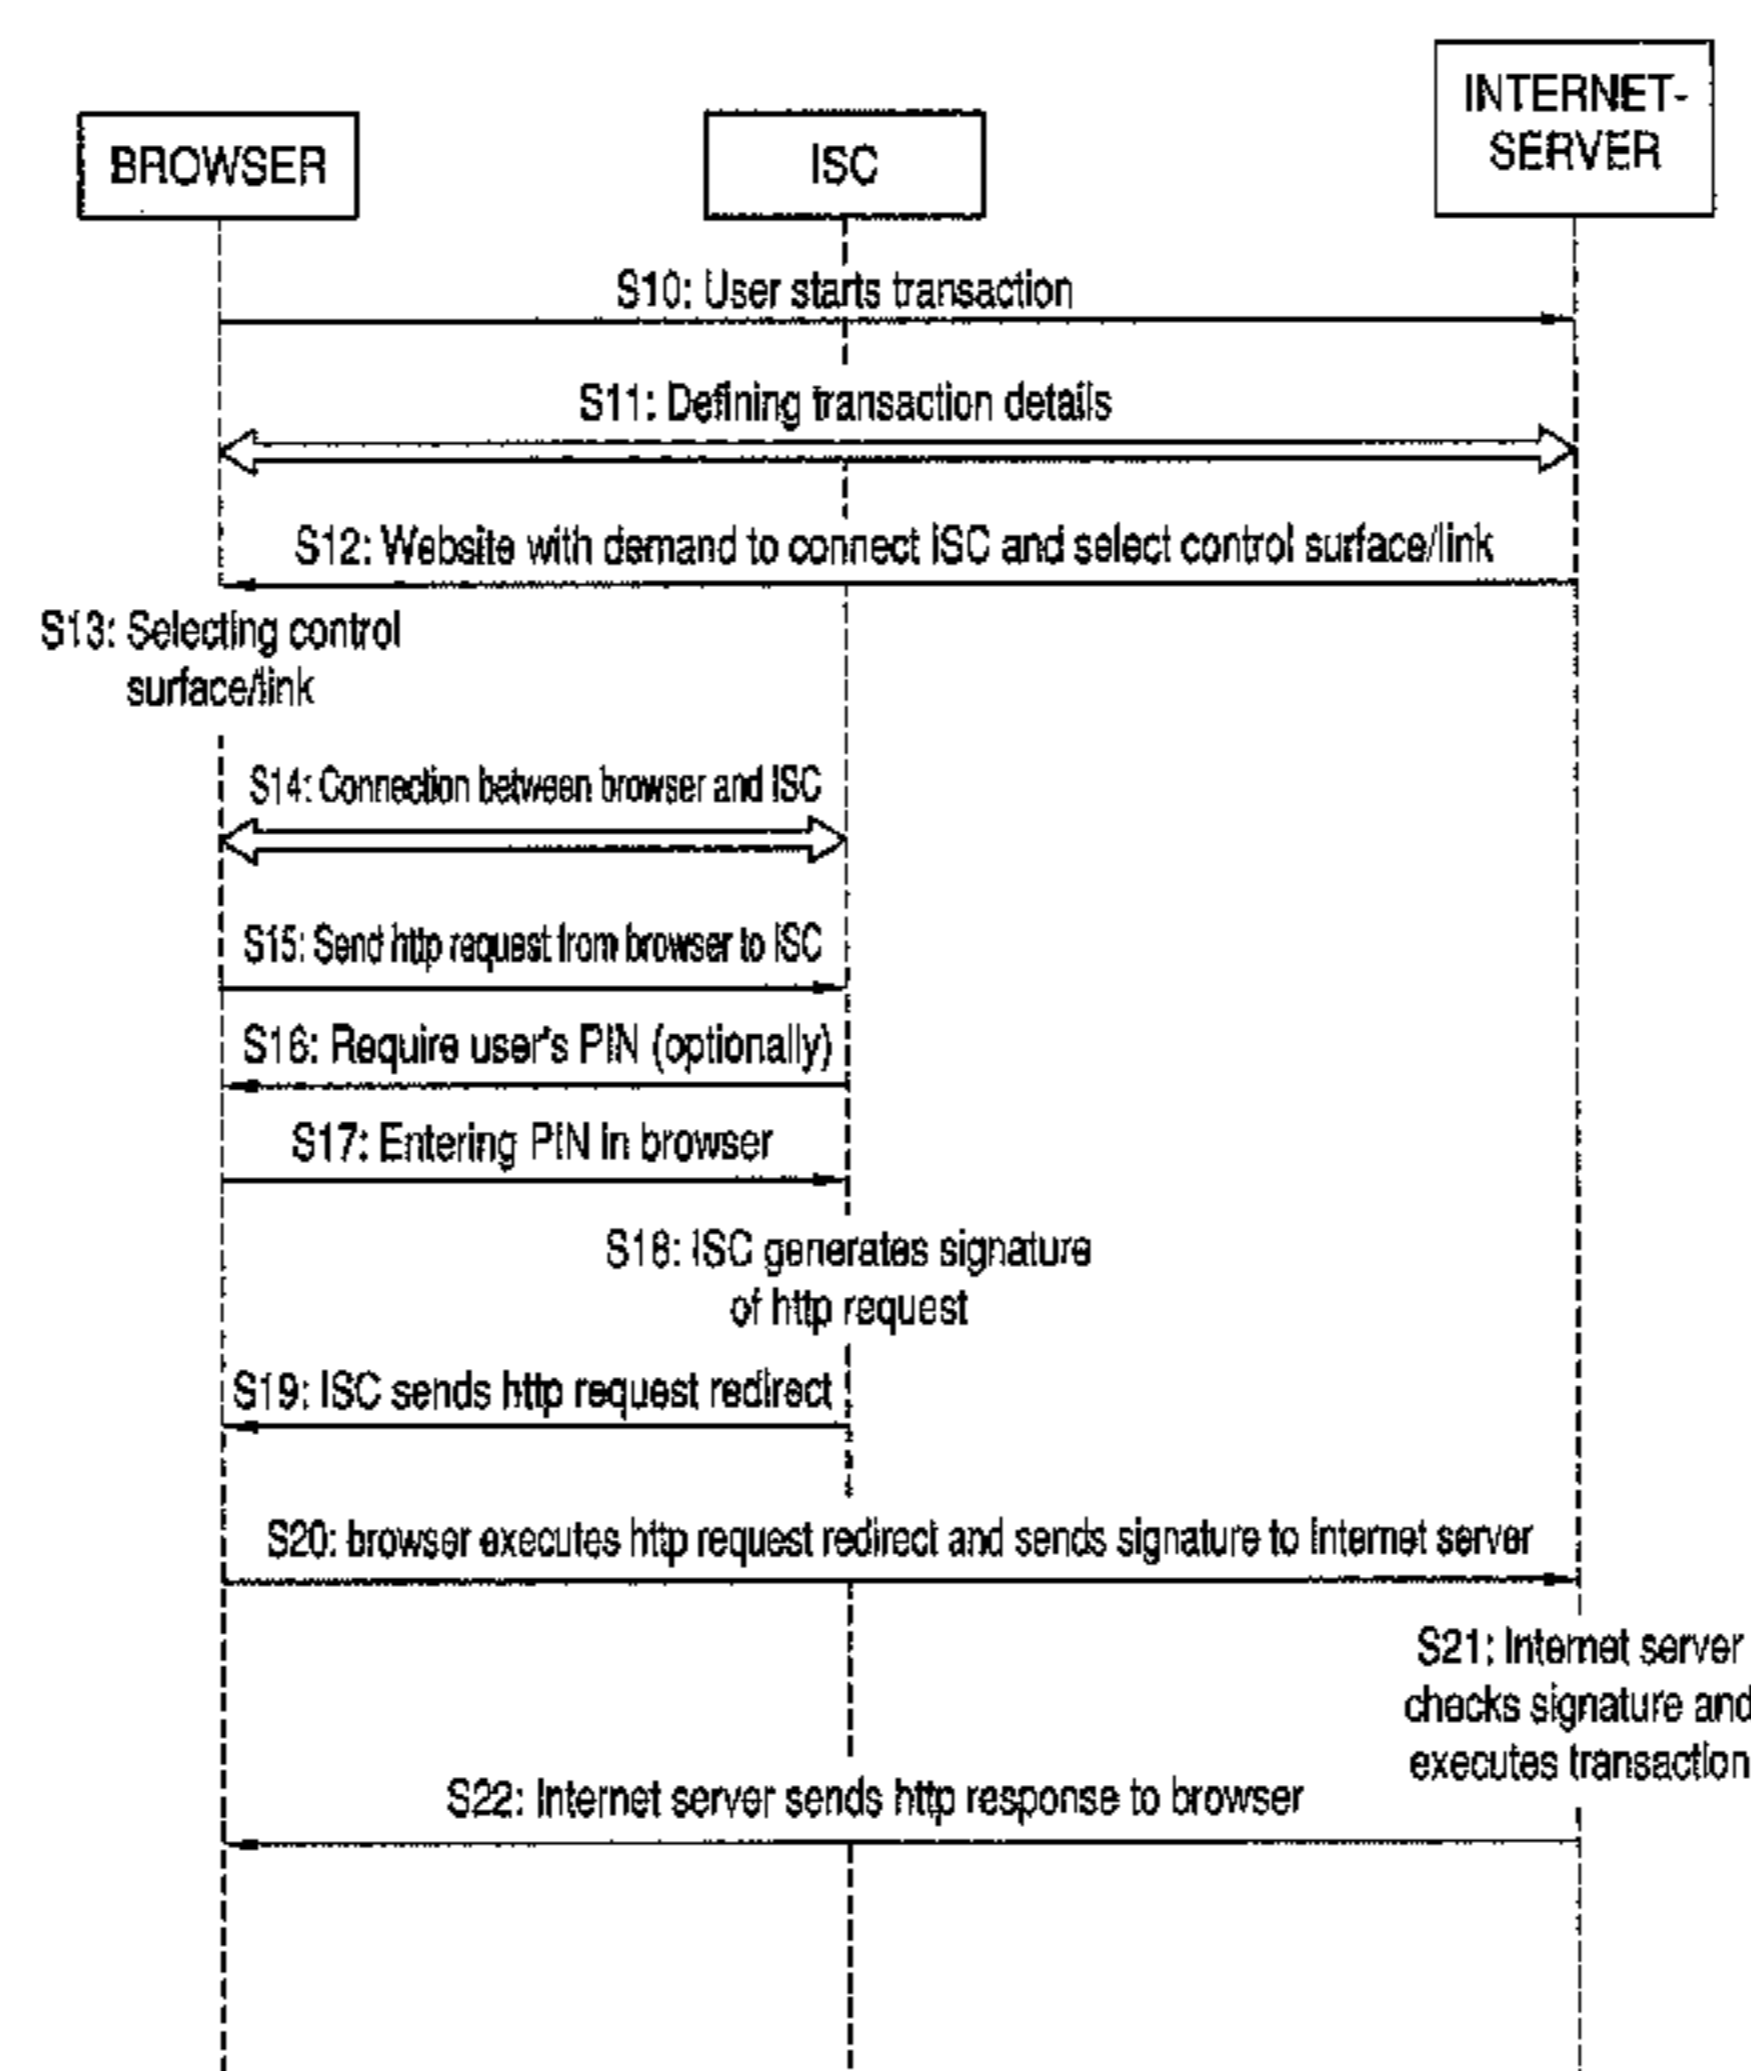 BROWSER
ISC
INTERNET-
SERVER
S10: User starts transaction
S11: Defining transaction details
S12: Website with demand to connect ISC and select control surface/link
S13: Selecting control
surface/link
S14: Connection between browser and ISC
S15: Send http request from browser to ISC
S16: Require user's PIN (optionally)
S17: Entering PIN in browser
S18: ISC generates signature
of http request
S19: ISC sends http request redirect
S20: browser executes http request redirect and sends signature to Internet server
S21: Internet server
checks signature and
executes transaction
S22: Internet server sends http response to browser